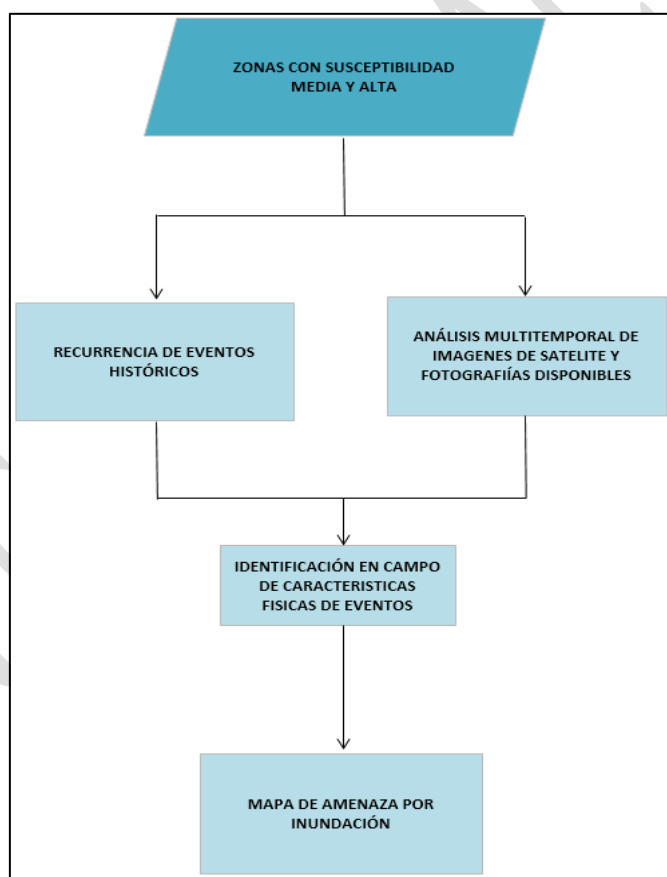 ZONAS CON SUSCEPTIBILIDAD
MEDIA Y ALTA
RECURRENCIA DE EVENTOS
HISTÓRICOS
ANÁLISIS MULTITEMPORAL DE
IMAGENES DE SATELITE Y
FOTOGRAFIÍAS DISPONIBLES
IDENTIFICACIÓN EN CAMPO
DE CARACTERISTICAS
FISICAS DE EVENTOS
MAPA DE AMENAZA POR
INUNDACIÓN